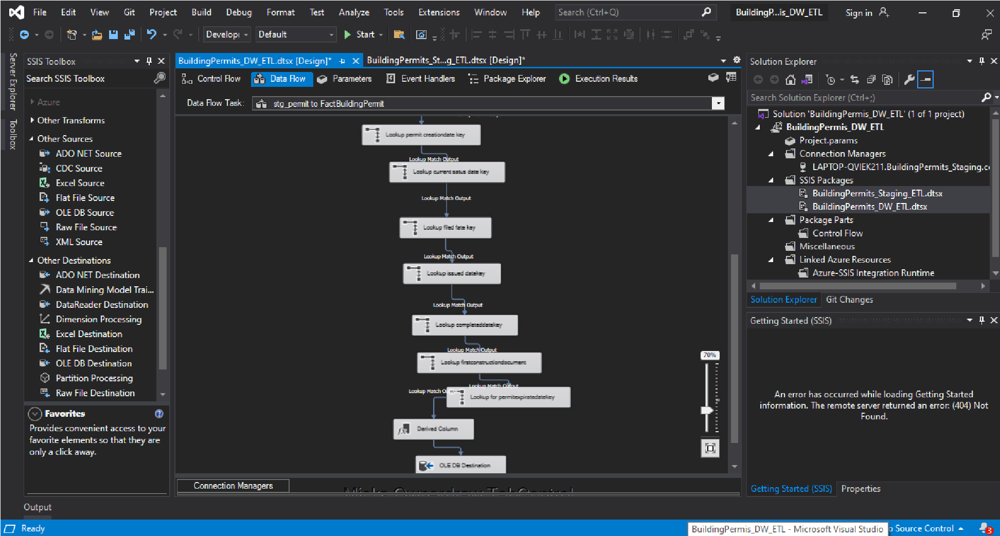 File Edit View Git Project Build Debug Format Test Analyze Tools Extensions Window Help Search (Ctrl+Q) BuildingP...is_DW_ETL Sign in
Developi Default Start
Server Explorer
Toolbox
SSIS Toolbox
Search SSIS Toolbox
Azure
Other Transforms
Other Sources
ADO NET Source
CDC Source
Excel Source
Flat File Source
OLE DB Source
Raw File Source
XML Source
Other Destinations
ADO NET Destination
Data Mining Model Trai...
DataReader Destination
Dimension Processing
Excel Destination
Flat File Destination
OLE DB Destination
Partition Processing
Raw File Destination
Favorites
Provides convenient access to your
favorite elements so that they are
only a click away.
BuildingPermits_DW_ETL.dtsx [Design]* BuildingPermits_St...g_ETL.dtsx [Design]*
Control Flow Data Flow Parameters Event Handlers Package Explorer Execution Results
Data Flow Task: stg_permit to FactBuildingPermit
Lookup permit creationdate key
Lookup Match Output
Lookup current satus date key
Lookup Match Output
Lookup filed fate key
Lookup Match Output
Lookup issued datekey
Lookup Match Output
Lookup completeddatekey
Lookup Match Output
Lookup firstconstructiondocument
Lookup Match Output
Lookup Match
Lookup for permitexpiratedatekey
Derived Column
OLE DB Destination
70%
Connection Managers
Solution Explorer
Search Solution Explorer (Ctrl+;)
Solution 'BuildingPermis_DW_ETL' (1 of 1 project)
BuildingPermis_DW_ETL
Project.params
Connection Managers
LAPTOP-QVIEK211.BuildingPermits_Staging.co
SSIS Packages
BuildingPermits_Staging_ETL.dtsx
BuildingPermits_DW_ETL.dtsx
Package Parts
Control Flow
Miscellaneous
Linked Azure Resources
Azure-SSIS Integration Runtime
Solution Explorer Git Changes
Getting Started (SSIS)
An error has occurred while loading Getting Started
information. The remote server returned an error: (404) Not
Found.
Getting Started (SSIS) Properties
Output
Ready
BuildingPermis_DW_ETL - Microsoft Visual Studio
Source Control
3